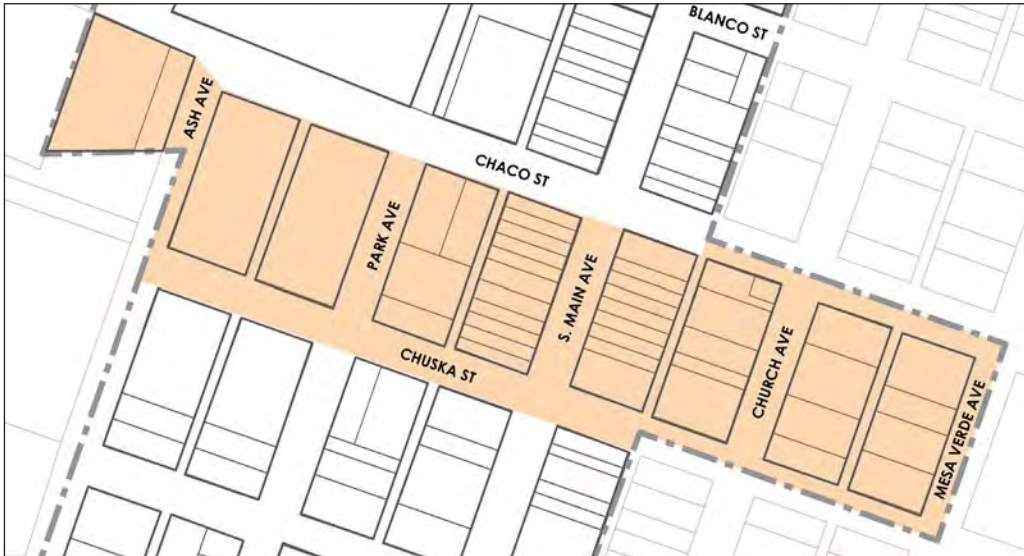 BLANCO ST
ASH AVE
CHACO ST
PARK AVE
S. MAIN AVE
CHUSKA ST
CHURCH AVE
MESA VERDE AVE